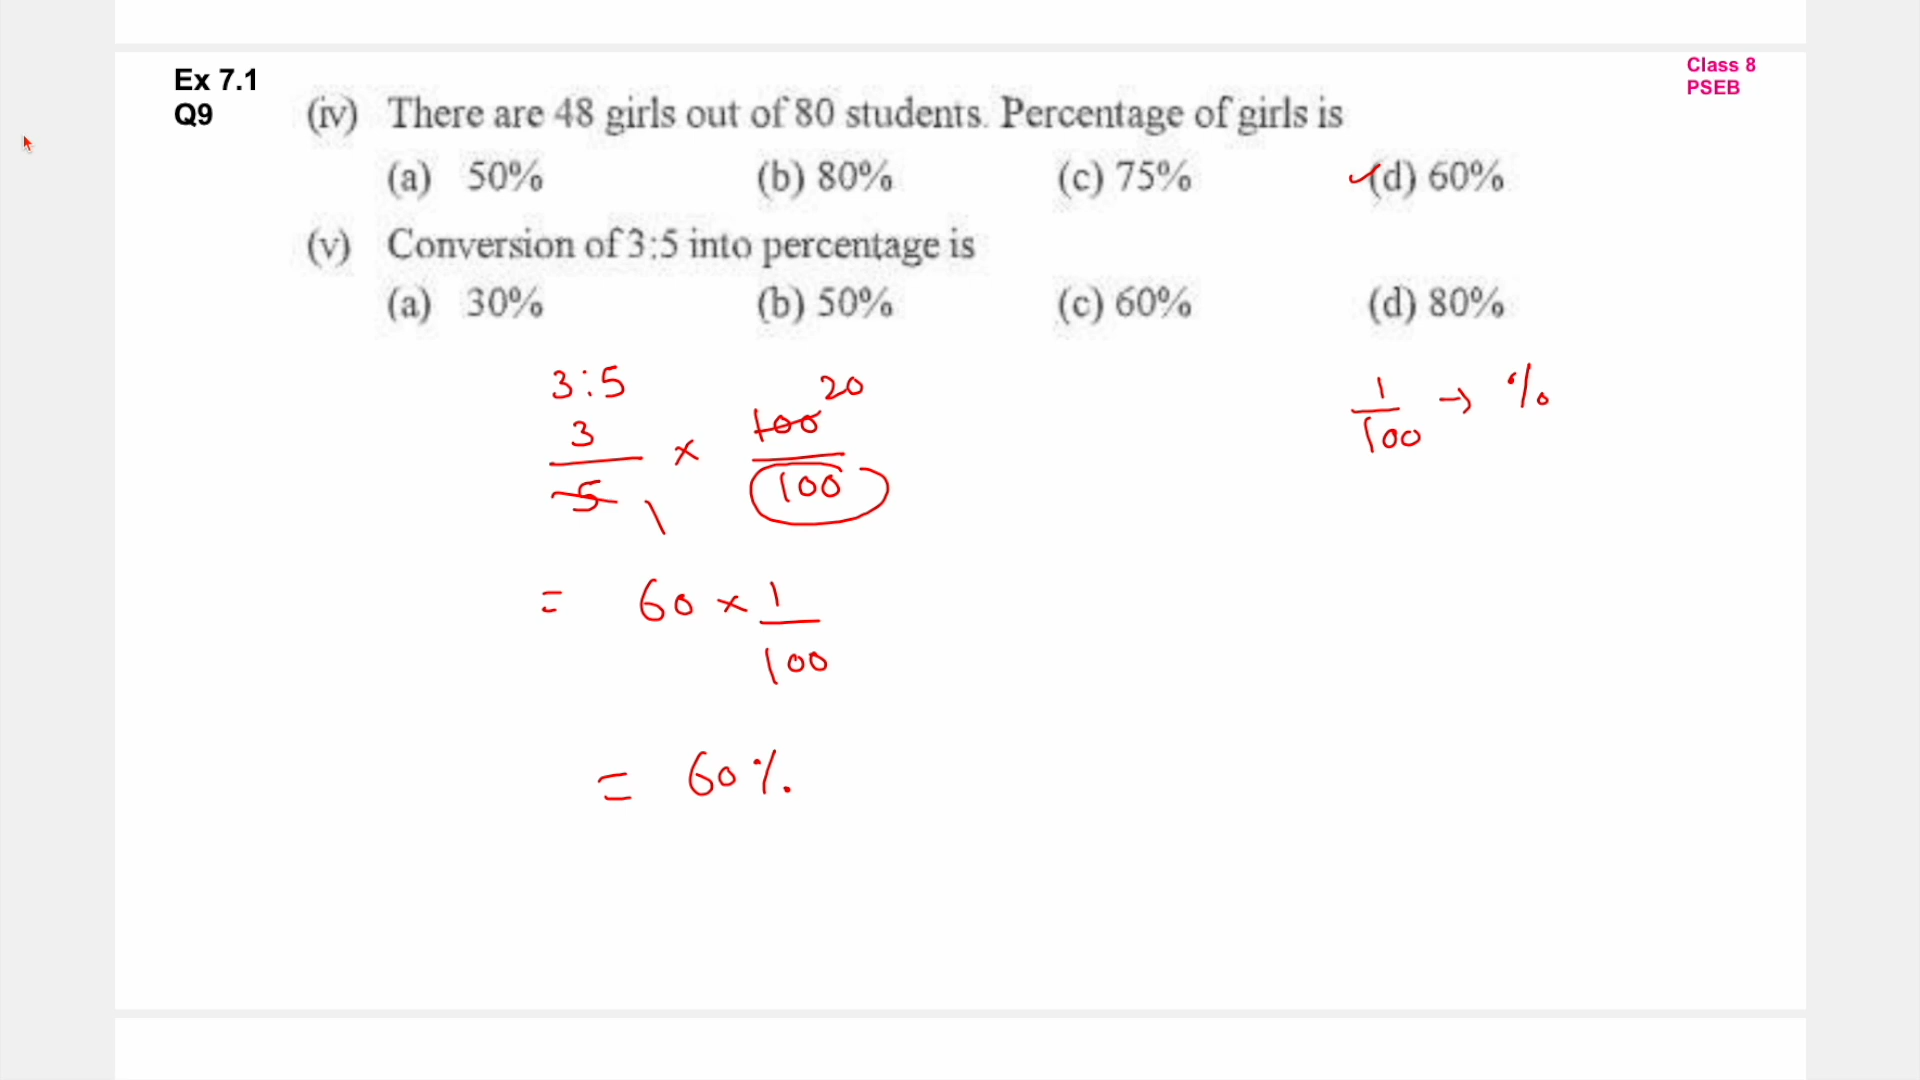 Ex 7.1
Q9
Class 8
PSEB
(iv) There are 48 girls out of 80 students. Percentage of girls is
(a) 50% (b) 80% (c) 75% (d) 60%
(v) Conversion of 3:5 into percentage is
(a) 30% (b) 50% (c) 60% (d) 80%
3:5
3/5 1 × 100/100 20
1/100 → %
= 60 × 1/100
= 60%